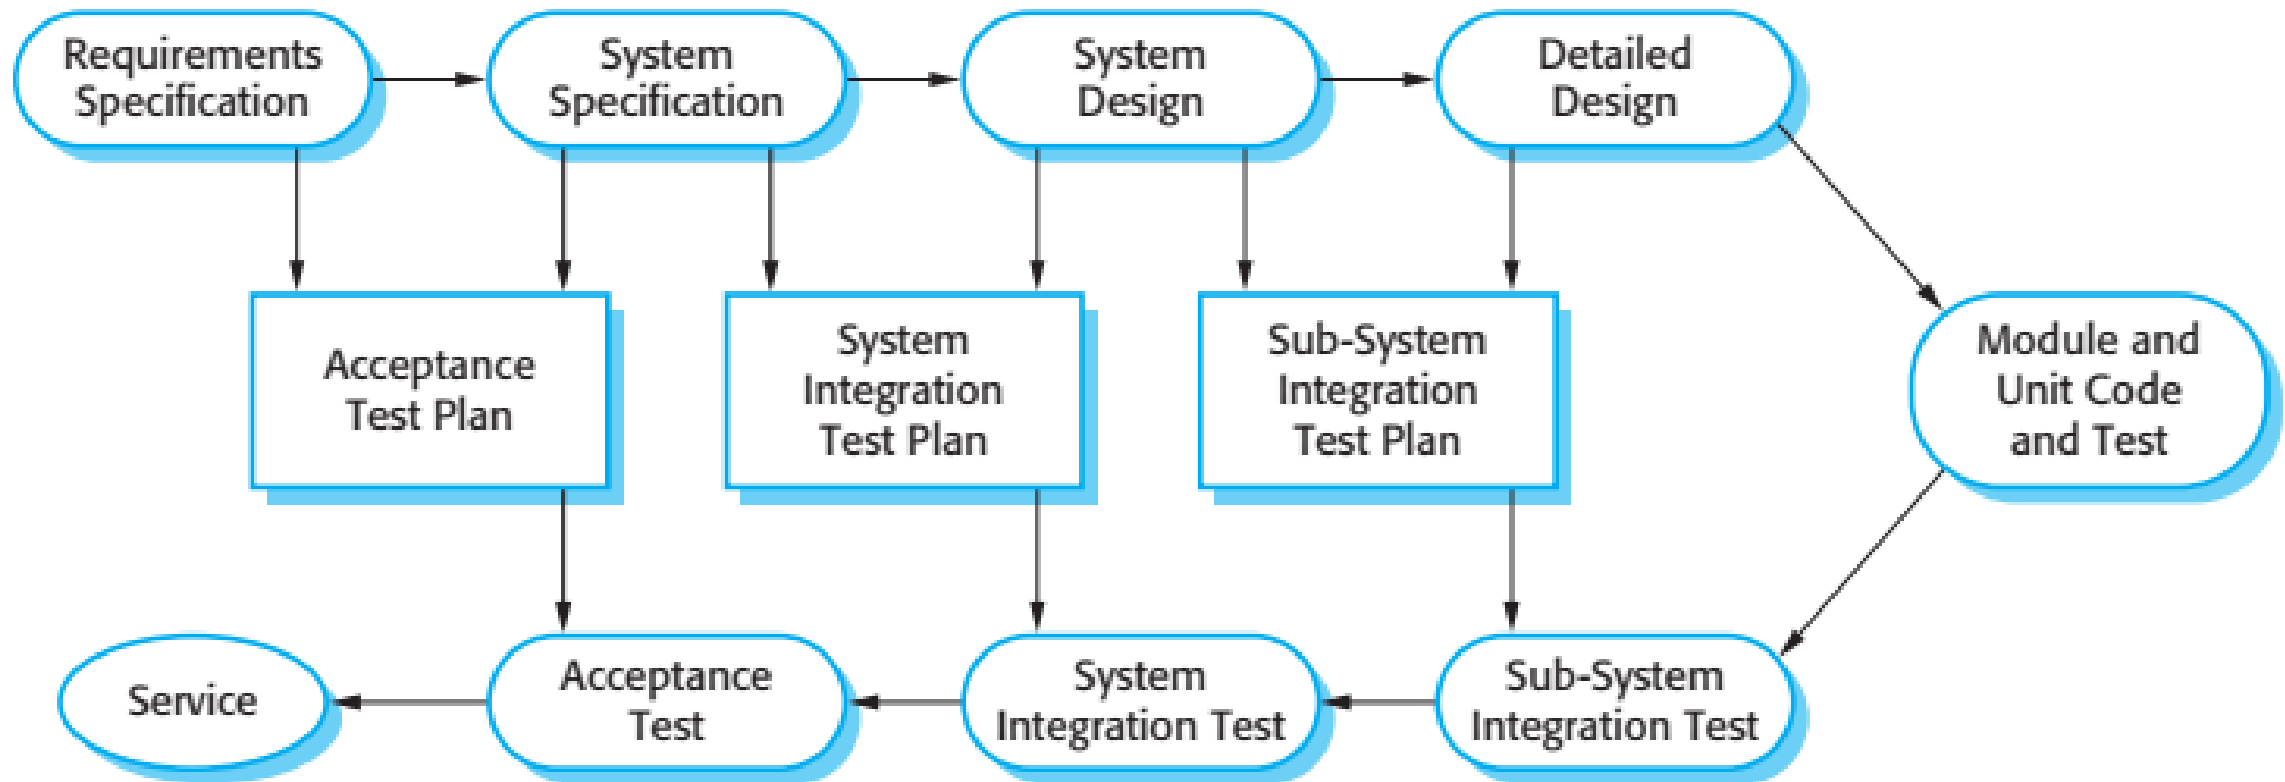 Requirements
Specification
System
Specification
System
Design
Detailed
Design
Acceptance
Test Plan
System
Integration
Test Plan
Sub-System
Integration
Test Plan
Module and
Unit Code
and Test
Service
Acceptance
Test
System
Integration Test
Sub-System
Integration Test